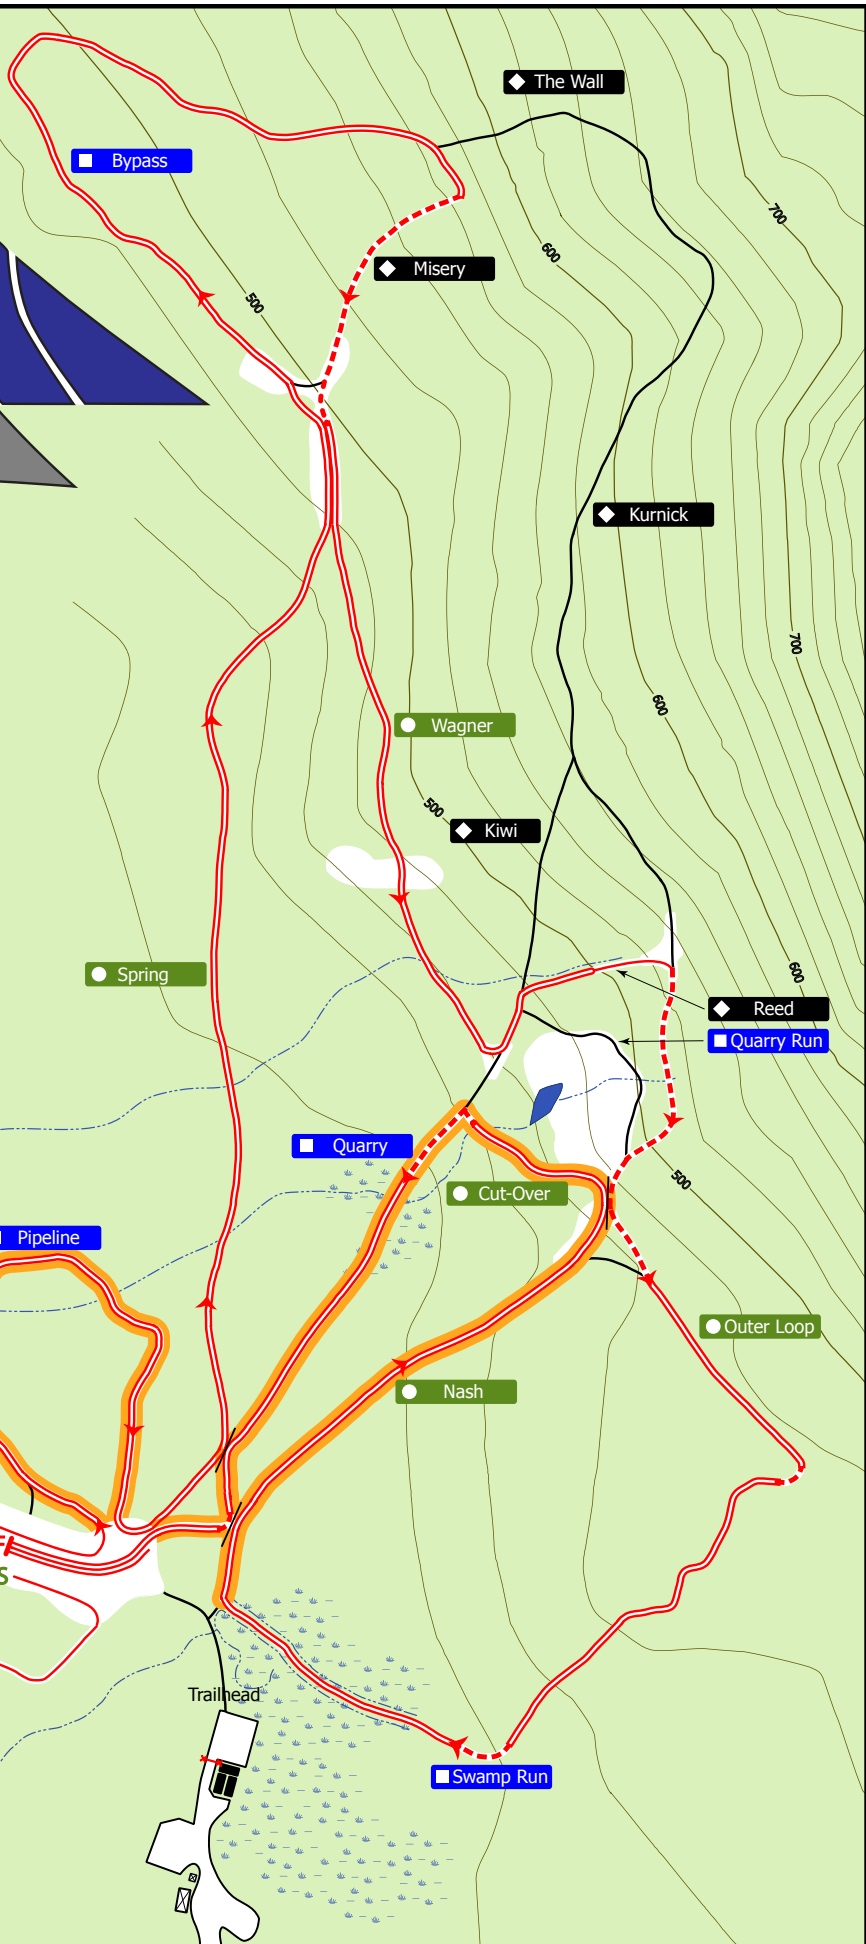 The Wall
Bypass
700
600
Misery
500
Kurnick
700
600
Wagner
500
Kiwi
600
Spring
Reed
Quarry Run
Quarry
500
Cut-Over
Pipeline
Outer Loop
Nash
F
S
Trailhead
Swamp Run